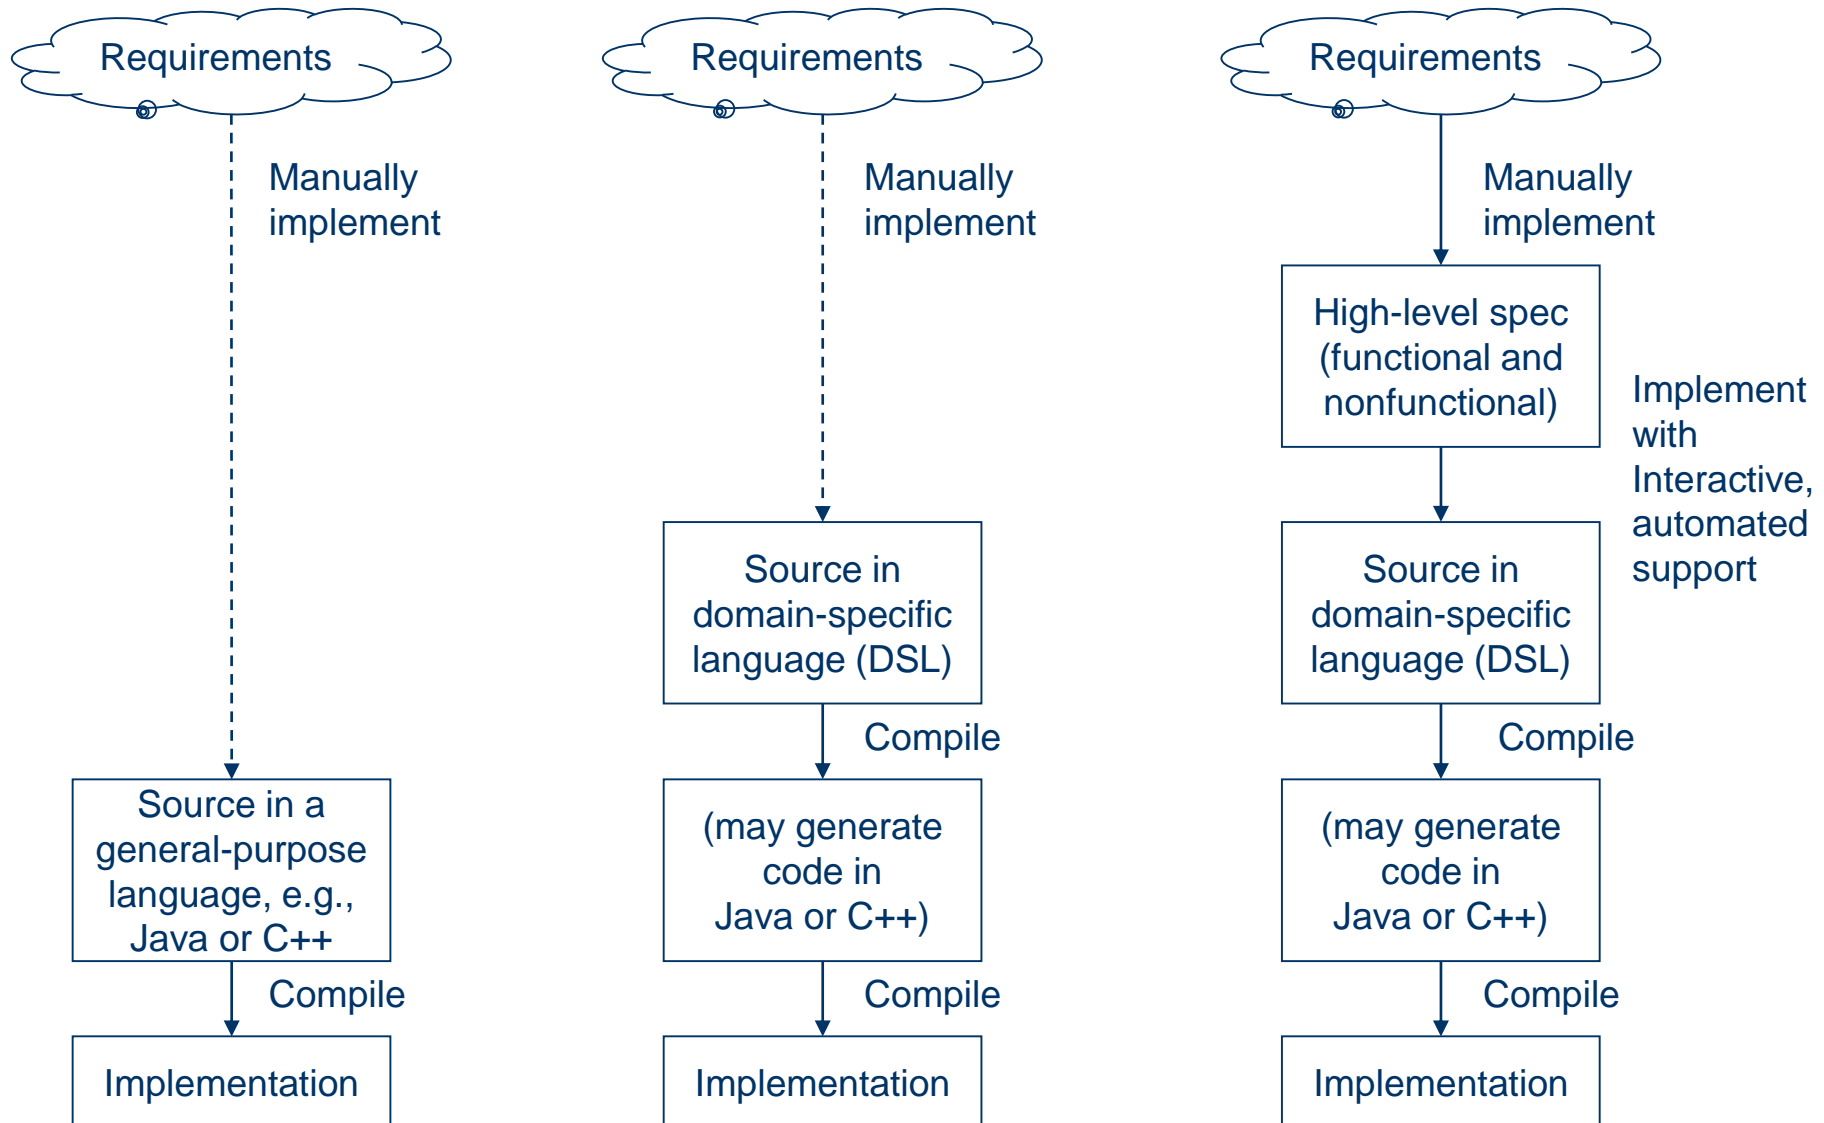 Requirements
Manually
implement
Source in a
general-purpose
language, e.g.,
Java or C++
Compile
Implementation
Requirements
Manually
implement
Source in
domain-specific
language (DSL)
Compile
(may generate
code in
Java or C++)
Compile
Implementation
Requirements
Manually
implement
High-level spec
(functional and
nonfunctional)
Implement
with
Interactive,
automated
support
Source in
domain-specific
language (DSL)
Compile
(may generate
code in
Java or C++)
Compile
Implementation